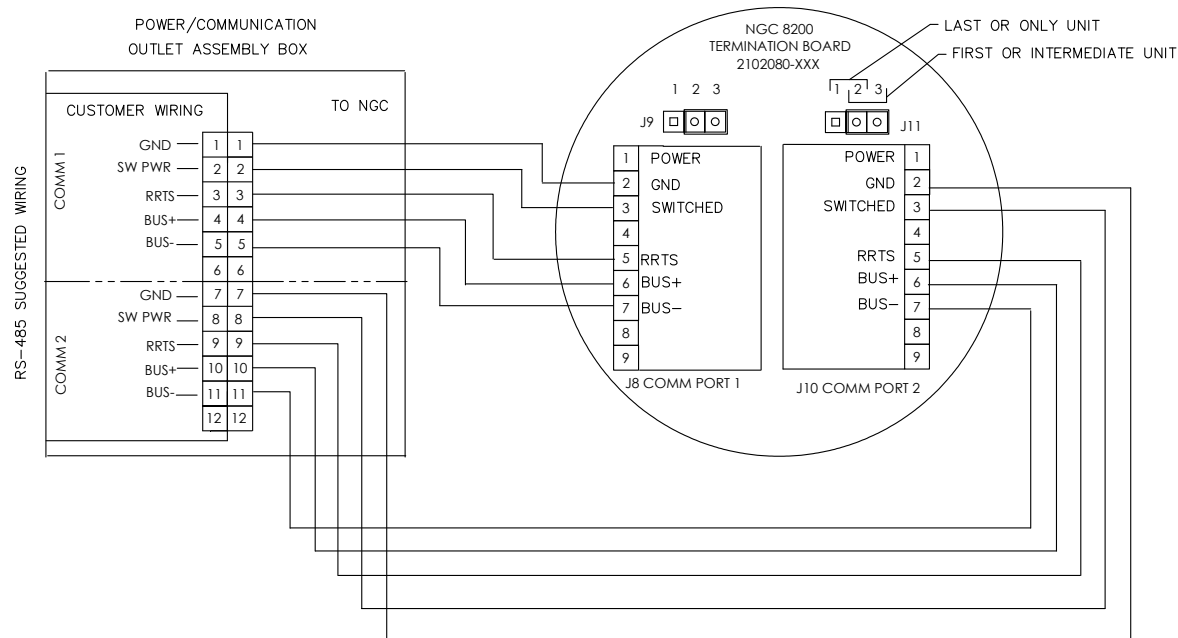 POWER/COMMUNICATION
OUTLET ASSEMBLY BOX
CUSTOMER WIRING
TO NGC
RS-485 SUGGESTED WIRING
COMM 1
GND 1 1
SW PWR 2 2
RRTS 3 3
BUS+ 4 4
BUS- 5 5
6 6
COMM 2
GND 7 7
SW PWR 8 8
RRTS 9 9
BUS+ 10 10
BUS- 11 11
12 12
NGC 8200
TERMINATION BOARD
2102080-XXX
LAST OR ONLY UNIT
FIRST OR INTERMEDIATE UNIT
1 2 3
J9
1 2 3
J11
1 POWER
2 GND
3 SWITCHED
4
5 RRTS
6 BUS+
7 BUS-
8
9
J8 COMM PORT 1
POWER 1
GND 2
SWITCHED 3
4
RRTS 5
BUS+ 6
BUS- 7
8
9
J10 COMM PORT 2